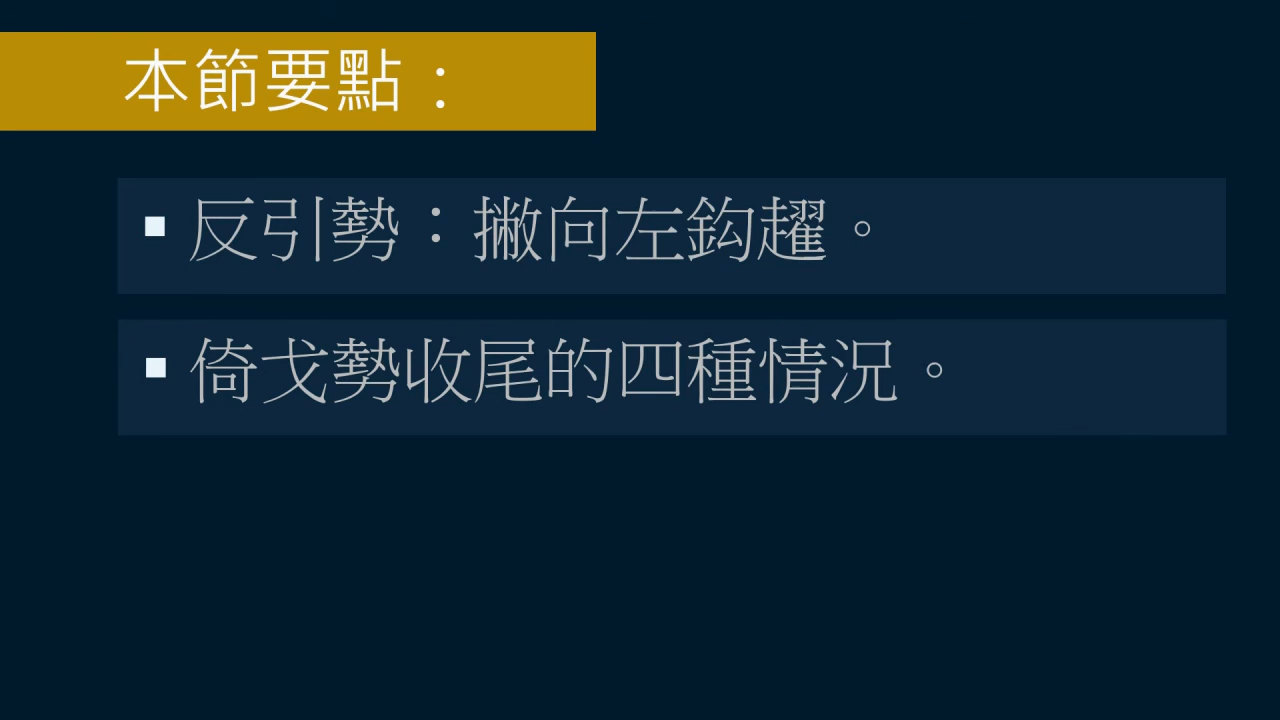 本節要點：
▪ 反引勢：撇向左鈎趯。
▪ 倚戈勢收尾的四種情況。